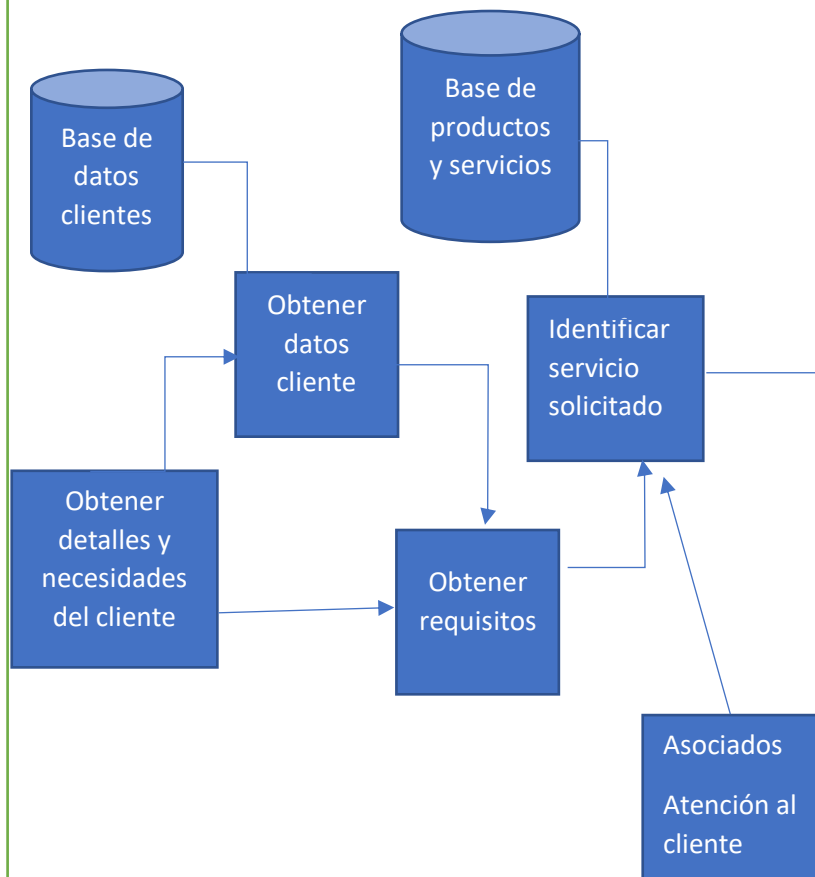 Base de
datos
clientes
Base de
productos
y servicios
Obtener
datos
cliente
Identificar
servicio
solicitado
Obtener
detalles y
necesidades
del cliente
Obtener
requisitos
Asociados
Atención al
cliente